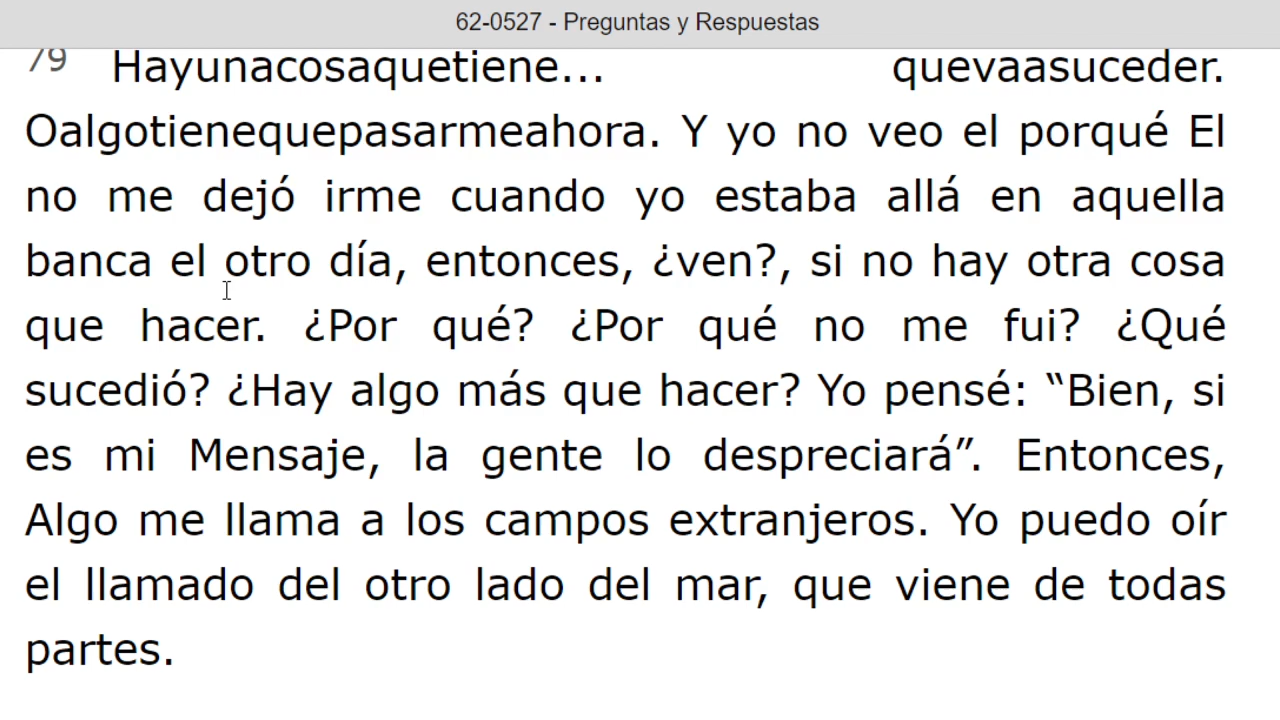 62-0527 - Preguntas y Respuestas
79 Hayunacosaquetiene... quevaasuceder.
Oalgotienequepasarmeahora. Y yo no veo el porqué El
no me dejó irme cuando yo estaba allá en aquella
banca el otro día, entonces, ¿ven?, si no hay otra cosa
que hacer. ¿Por qué? ¿Por qué no me fui? ¿Qué
sucedió? ¿Hay algo más que hacer? Yo pensé: “Bien, si
es mi Mensaje, la gente lo despreciará”. Entonces,
Algo me llama a los campos extranjeros. Yo puedo oír
el llamado del otro lado del mar, que viene de todas
partes.